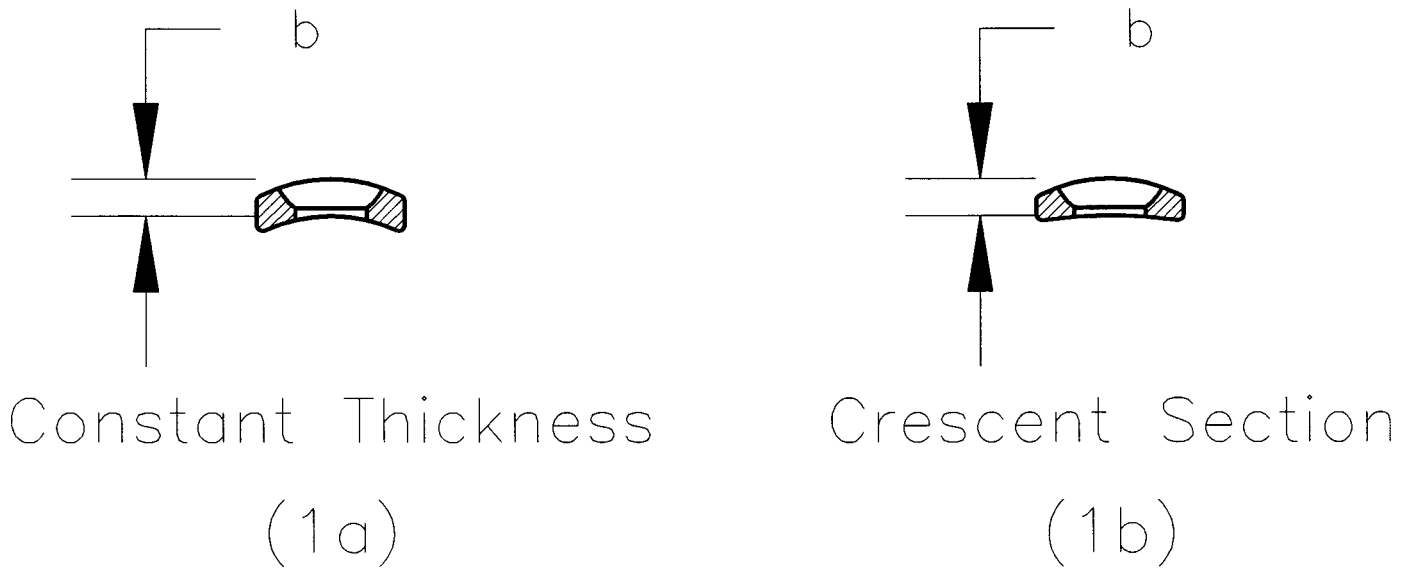 b
b
Constant Thickness
Crescent Section
(1a)
(1b)